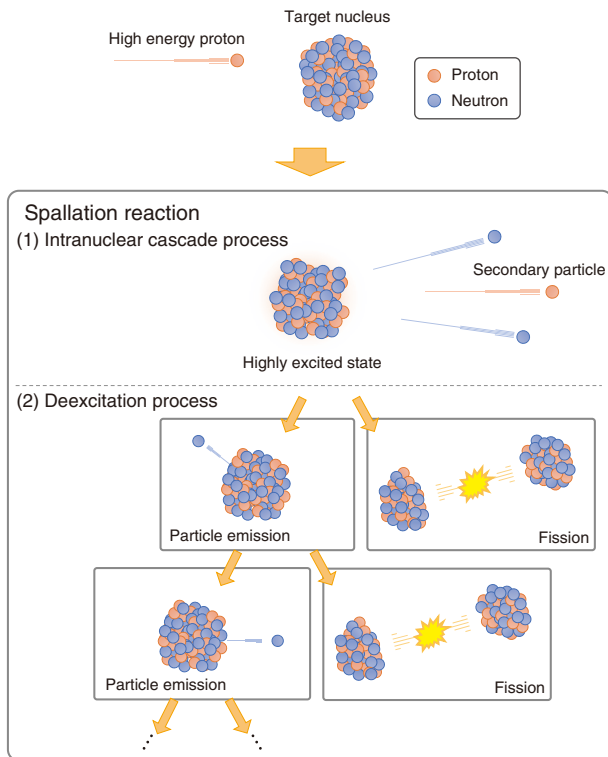 Target nucleus
High energy proton
Proton
Neutron
Spallation reaction
(1) Intranuclear cascade process
Secondary particle
Highly excited state
(2) Deexcitation process
Particle emission
Fission
Particle emission
Fission